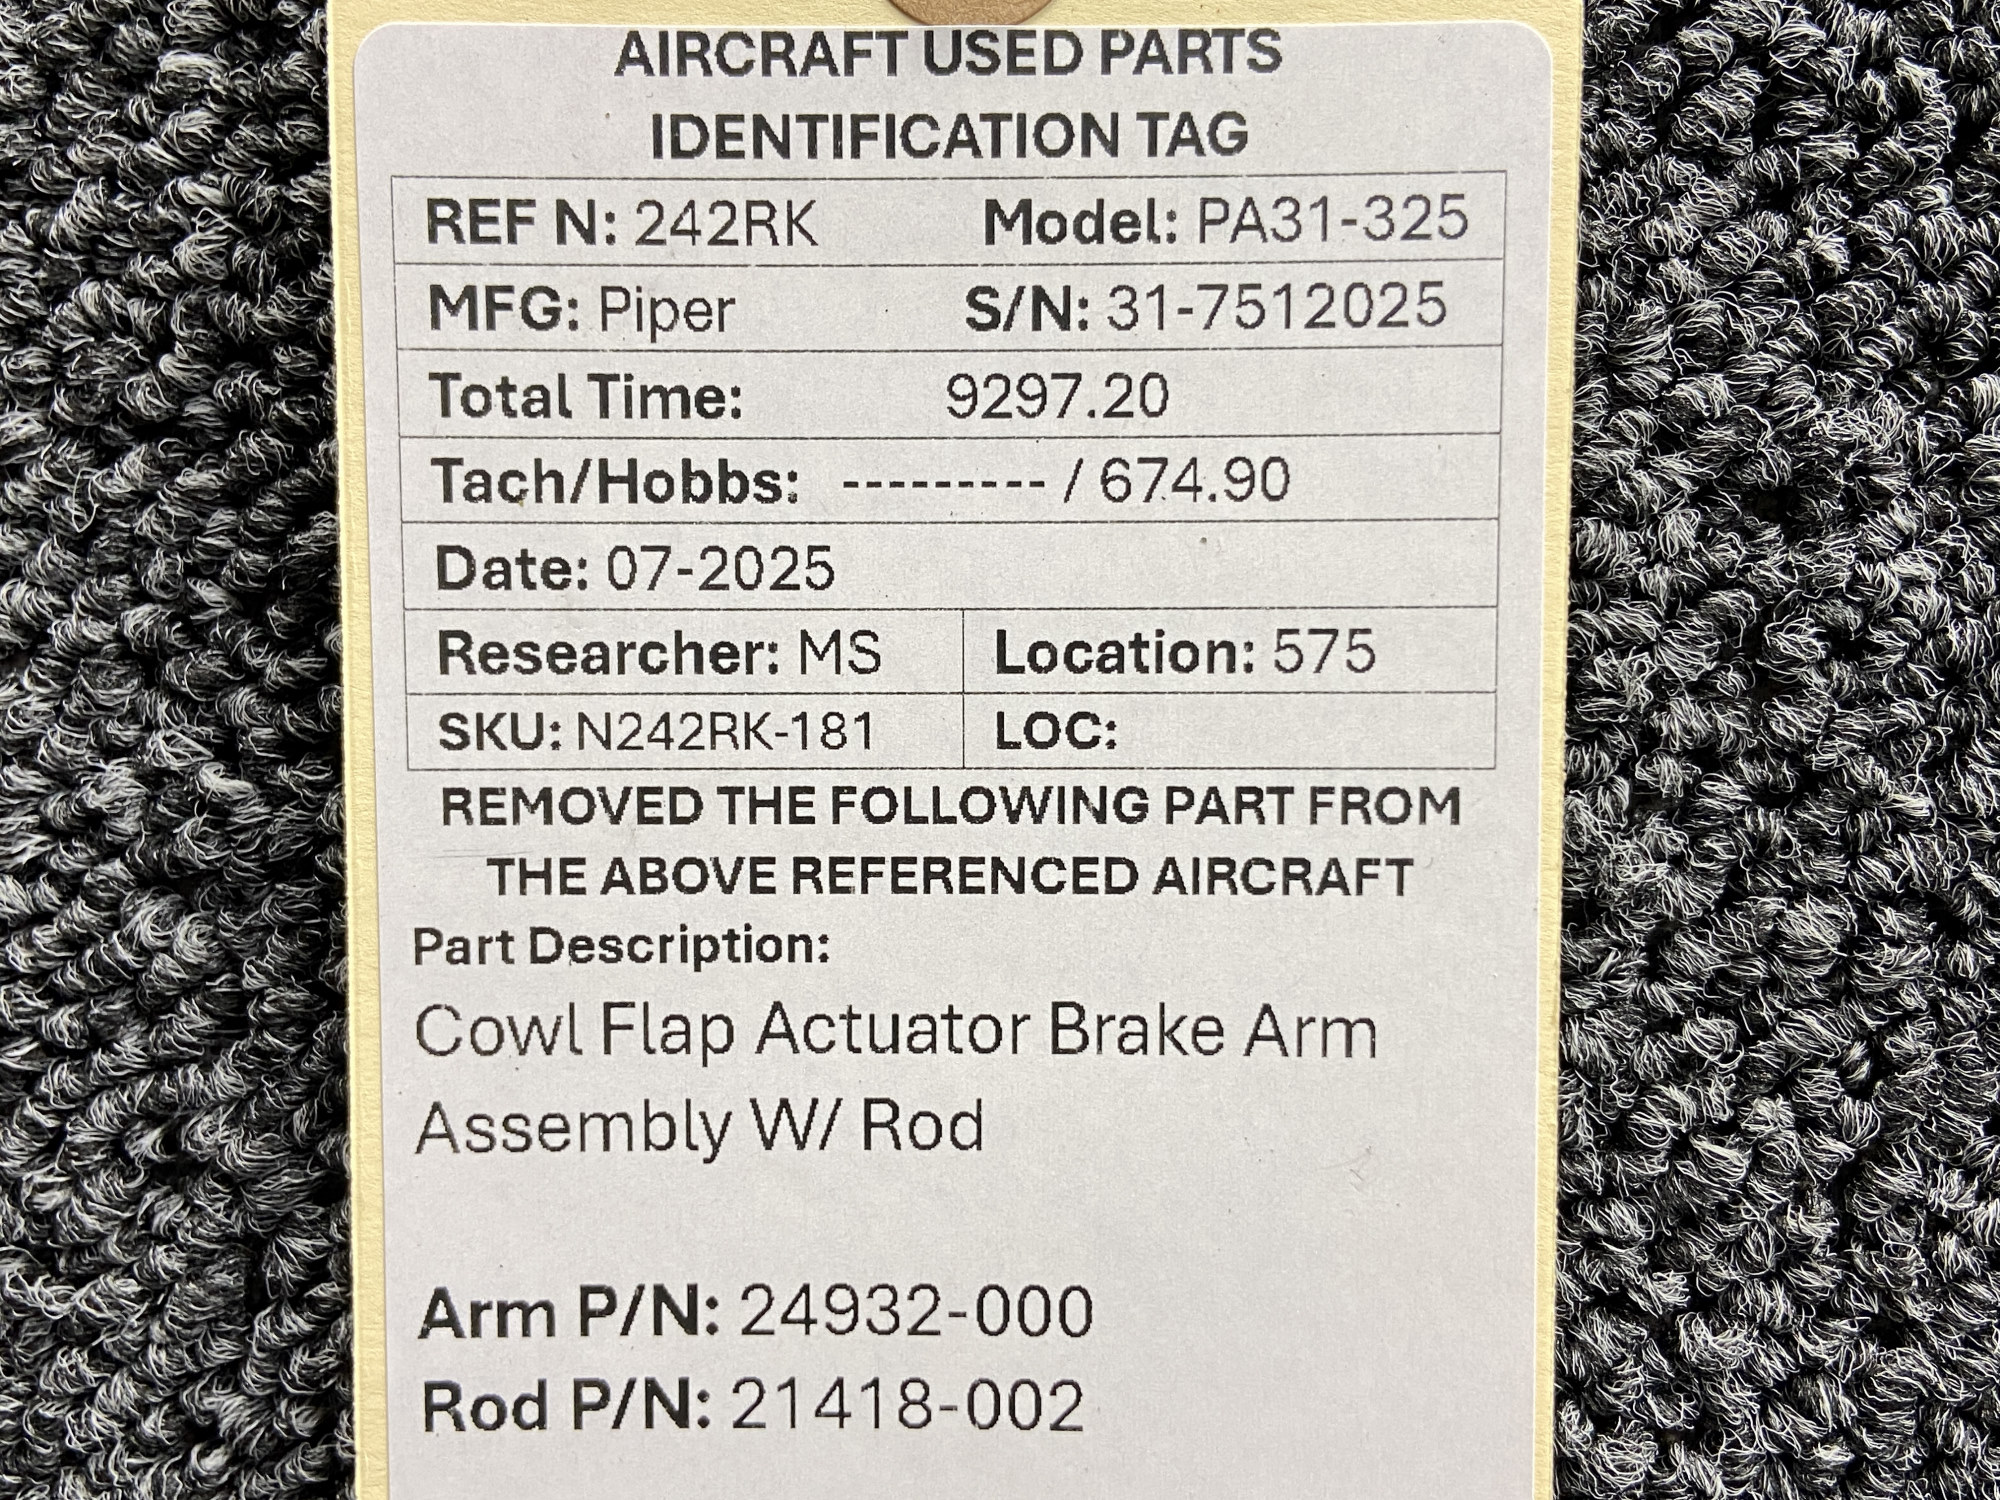 AIRCRAFT USED PARTS
IDENTIFICATION TAG
REF N: 242RK Model: PA31-325
MFG: Piper S/N: 31-7512025
Total Time: 9297.20
Tach/Hobbs: --------- / 674.90
Date: 07-2025
Researcher: MS Location: 575
SKU: N242RK-181 LOC:
REMOVED THE FOLLOWING PART FROM
THE ABOVE REFERENCED AIRCRAFT
Part Description:
Cowl Flap Actuator Brake Arm
Assembly W/ Rod
Arm P/N: 24932-000
Rod P/N: 21418-002